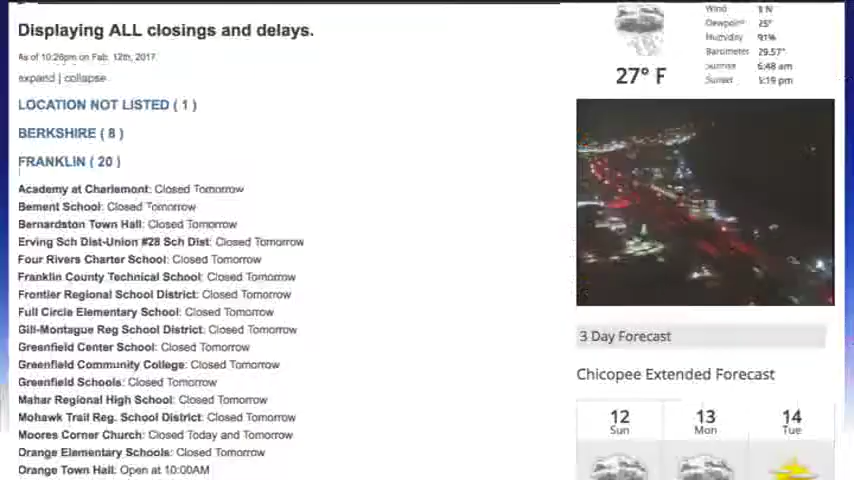 Displaying ALL closings and delays.
As of 10:26pm on Feb. 12th, 2017.
expand | collapse
LOCATION NOT LISTED ( 1 )
BERKSHIRE ( 8 )
FRANKLIN ( 20 )
Academy at Charlemont: Closed Tomorrow
Bement School: Closed Tomorrow
Bernardston Town Hall: Closed Tomorrow
Erving Sch Dist-Union #28 Sch Dist: Closed Tomorrow
Four Rivers Charter School: Closed Tomorrow
Franklin County Technical School: Closed Tomorrow
Frontier Regional School District: Closed Tomorrow
Full Circle Elementary School: Closed Tomorrow
Gill-Montague Reg School District: Closed Tomorrow
Greenfield Center School: Closed Tomorrow
Greenfield Community College: Closed Tomorrow
Greenfield Schools: Closed Tomorrow
Mahar Regional High School: Closed Tomorrow
Mohawk Trail Reg. School District: Closed Tomorrow
Moores Corner Church: Closed Today and Tomorrow
Orange Elementary Schools: Closed Tomorrow
Orange Town Hall: Open at 10:00AM
27° F
Wind N
Dewpoint 25°
Humidity 91%
Barometer 29.57"
Sunrise 6:48 am
Sunset 5:19 pm
3 Day Forecast
Chicopee Extended Forecast
12 13 14
Sun Mon Tue